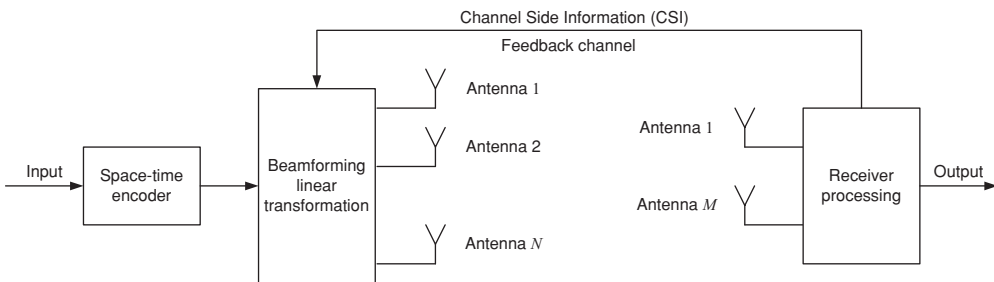 Channel Side Information (CSI)
Feedback channel
Antenna 1
Antenna 1
Antenna 2
Input
Space-time
encoder
Beamforming
linear
transformation
Receiver
processing
Output
Antenna M
Antenna N